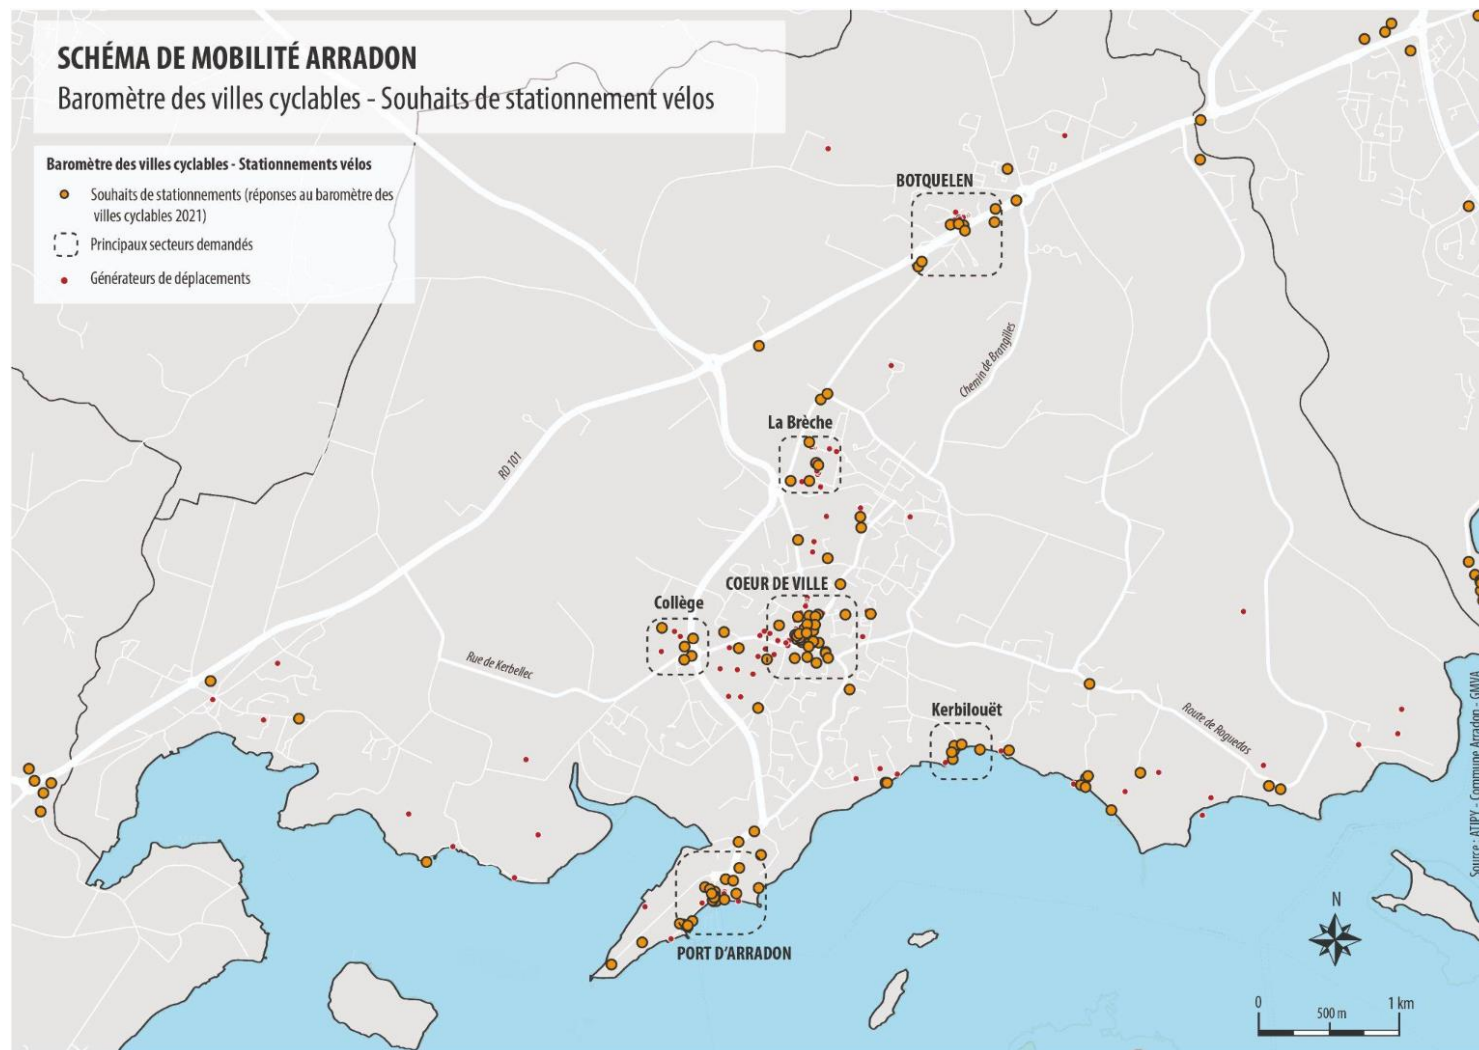 SCHÉMA DE MOBILITÉ ARRADON
Baromètre des villes cyclables - Souhaits de stationnement vélos
Baromètre des villes cyclables - Stationnements vélos
Souhaits de stationnements (réponses au baromètre des
villes cyclables 2021)
Principaux secteurs demandés
Générateurs de déplacements
BOTQUELEN
Chemin de Brangilles
La Brèche
RD 101
COEUR DE VILLE
Collège
Rue de Kerbellec
Kerbilouët
Route de Roguedas
PORT D'ARRADON
Source : ATIPY - Commune Arradon - GMVA
N
0
500 m
1 km